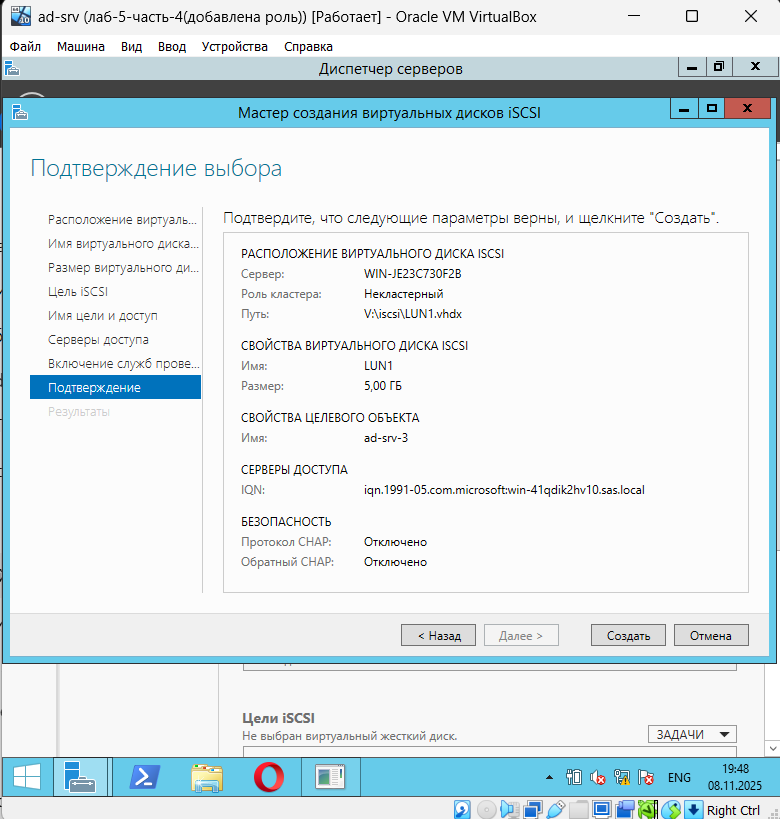 ad-srv (лаб-5-часть-4(добавлена роль)) [Работает] - Oracle VM VirtualBox
Файл Машина Вид Ввод Устройства Справка
Диспетчер серверов
Мастер создания виртуальных дисков iSCSI
Подтверждение выбора
Расположение виртуаль...
Имя виртуального диска...
Размер виртуального ди...
Цель iSCSI
Имя цели и доступ
Серверы доступа
Включение служб прове...
Подтверждение
Результаты
Подтвердите, что следующие параметры верны, и щелкните "Создать".
РАСПОЛОЖЕНИЕ ВИРТУАЛЬНОГО ДИСКА ISCSI
Сервер: WIN-JE23C730F2B
Роль кластера: Некластерный
Путь: V:\iscsi\LUN1.vhdx
СВОЙСТВА ВИРТУАЛЬНОГО ДИСКА ISCSI
Имя: LUN1
Размер: 5,00 ГБ
СВОЙСТВА ЦЕЛЕВОГО ОБЪЕКТА
Имя: ad-srv-3
СЕРВЕРЫ ДОСТУПА
IQN: iqn.1991-05.com.microsoft:win-41qdik2hv10.sas.local
БЕЗОПАСНОСТЬ
Протокол CHAP: Отключено
Обратный CHAP: Отключено
< Назад Далее > Создать Отмена
Цели iSCSI
Не выбран виртуальный жесткий диск.
ЗАДАЧИ
ENG
19:48
08.11.2025
Right Ctrl